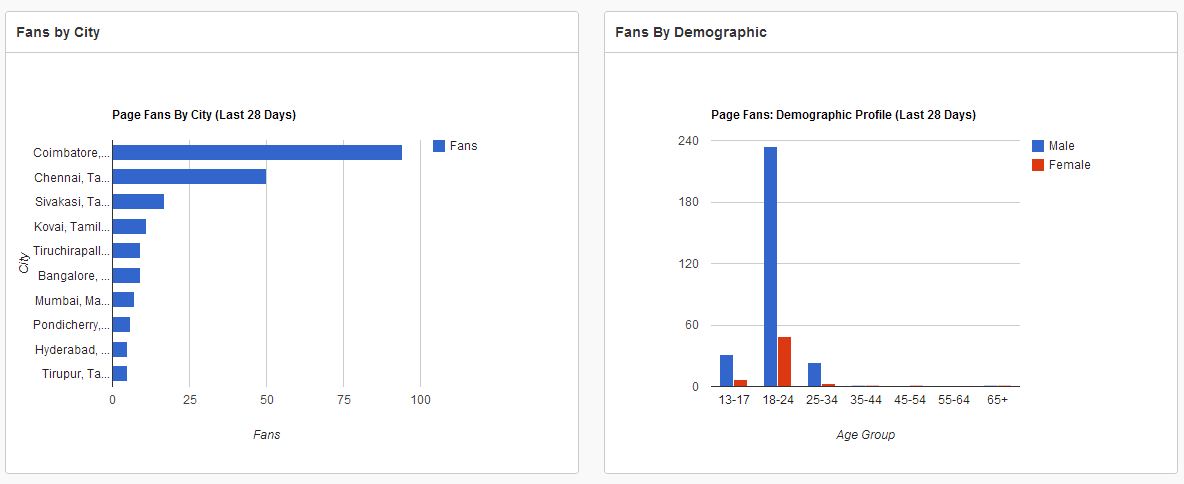 Fans by City
Page Fans By City (Last 28 Days)
Fans
Coimbatore,...
Chennai, Ta...
Sivakasi, Ta...
Kovai, Tamil...
Tiruchirapall...
Bangalore, ...
Mumbai, Ma...
Pondicherry,...
Hyderabad, ...
Tirupur, Ta...
City
0 25 50 75 100
Fans
Fans By Demographic
Page Fans: Demographic Profile (Last 28 Days)
Male
Female
240
180
120
60
0
13-17 18-24 25-34 35-44 45-54 55-64 65+
Age Group